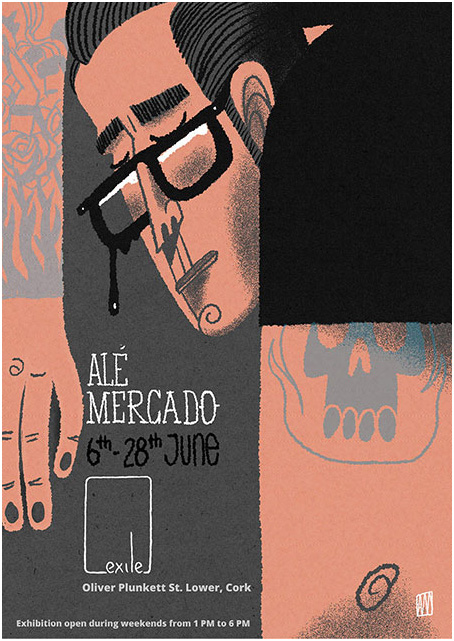 ALÉ
MERCADO
6th-28th June
exile
Oliver Plunkett St. Lower, Cork
Exhibition open during weekends from 1 PM to 6 PM